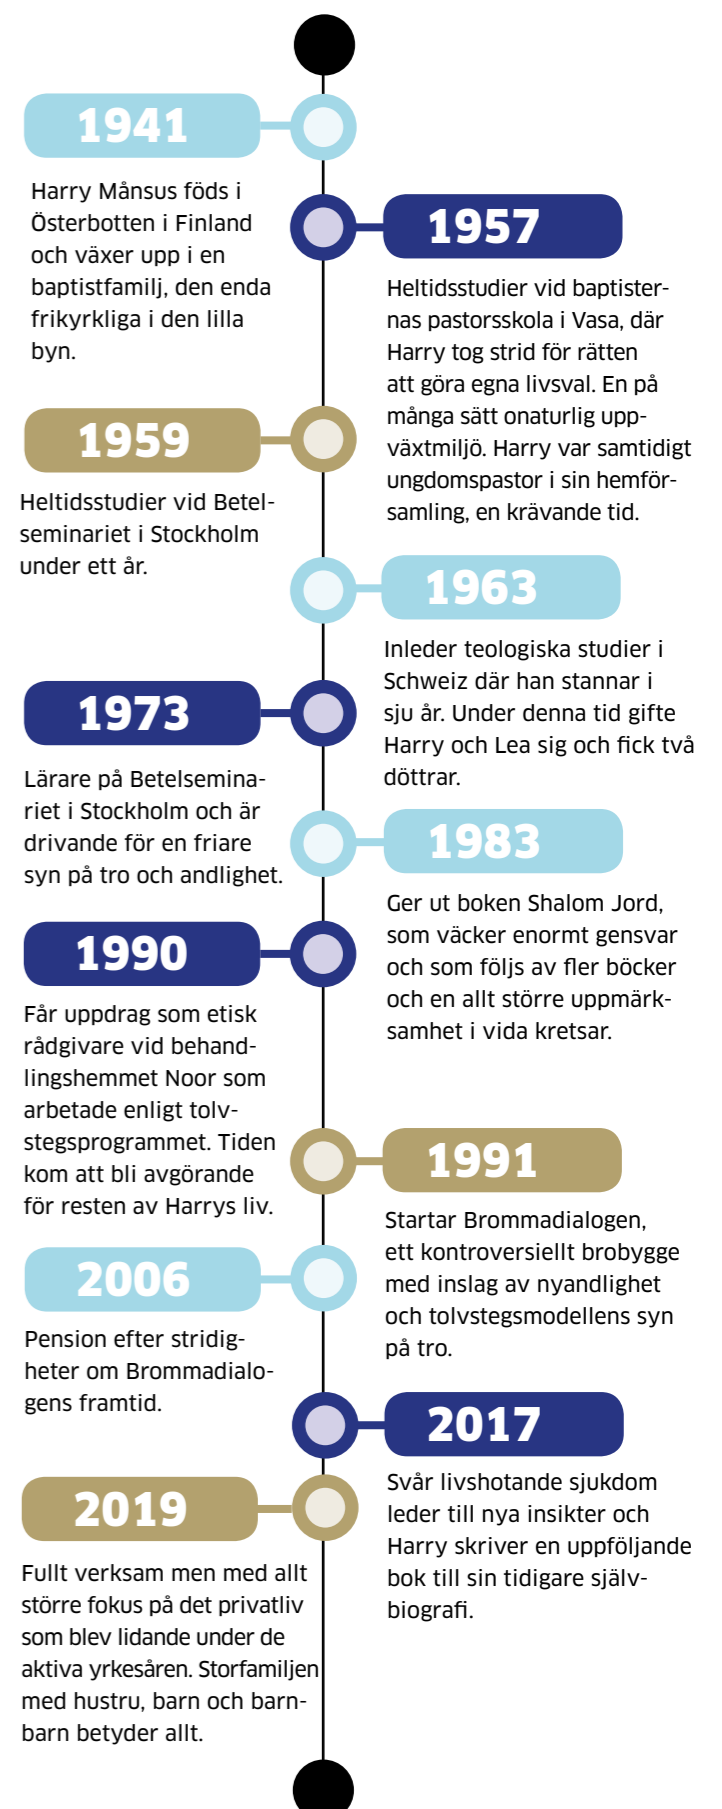 1941
Harry Månsus föds i
Österbotten i Finland
och växer upp i en
baptistfamilj, den enda
frikyrkliga i den lilla
byn.
1957
Heltidsstudier vid baptister-
nas pastorsskola i Vasa, där
Harry tog strid för rätten
att göra egna livsval. En på
många sätt onaturlig upp-
växtmiljö. Harry var samtidigt
ungdomspastor i sin hemför-
samling, en krävande tid.
1959
Heltidsstudier vid Betel-
seminariet i Stockholm
under ett år.
1963
Inleder teologiska studier i
Schweiz där han stannar i
sju år. Under denna tid gifte
Harry och Lea sig och fick två
döttrar.
1973
Lärare på Betelsemina-
riet i Stockholm och är
drivande för en friare
syn på tro och andlighet.
1983
Ger ut boken Shalom Jord,
som väcker enormt gensvar
och som följs av fler böcker
och en allt större uppmärk-
samhet i vida kretsar.
1990
Får uppdrag som etisk
rådgivare vid behand-
lingshemmet Noor som
arbetade enligt tolv-
stegsprogrammet. Tiden
kom att bli avgörande
för resten av Harrys liv.
1991
Startar Brommadialogen,
ett kontroversiellt brobygge
med inslag av nyandlighet
och tolvstegsmodellens syn
på tro.
2006
Pension efter stridig-
heter om Brommadialo-
gens framtid.
2017
Svår livshotande sjukdom
leder till nya insikter och
Harry skriver en uppföljande
bok till sin tidigare själv-
biografi.
2019
Fullt verksam men med allt
större fokus på det privatliv
som blev lidande under de
aktiva yrkesåren. Storfamiljen
med hustru, barn och barn-
barn betyder allt.